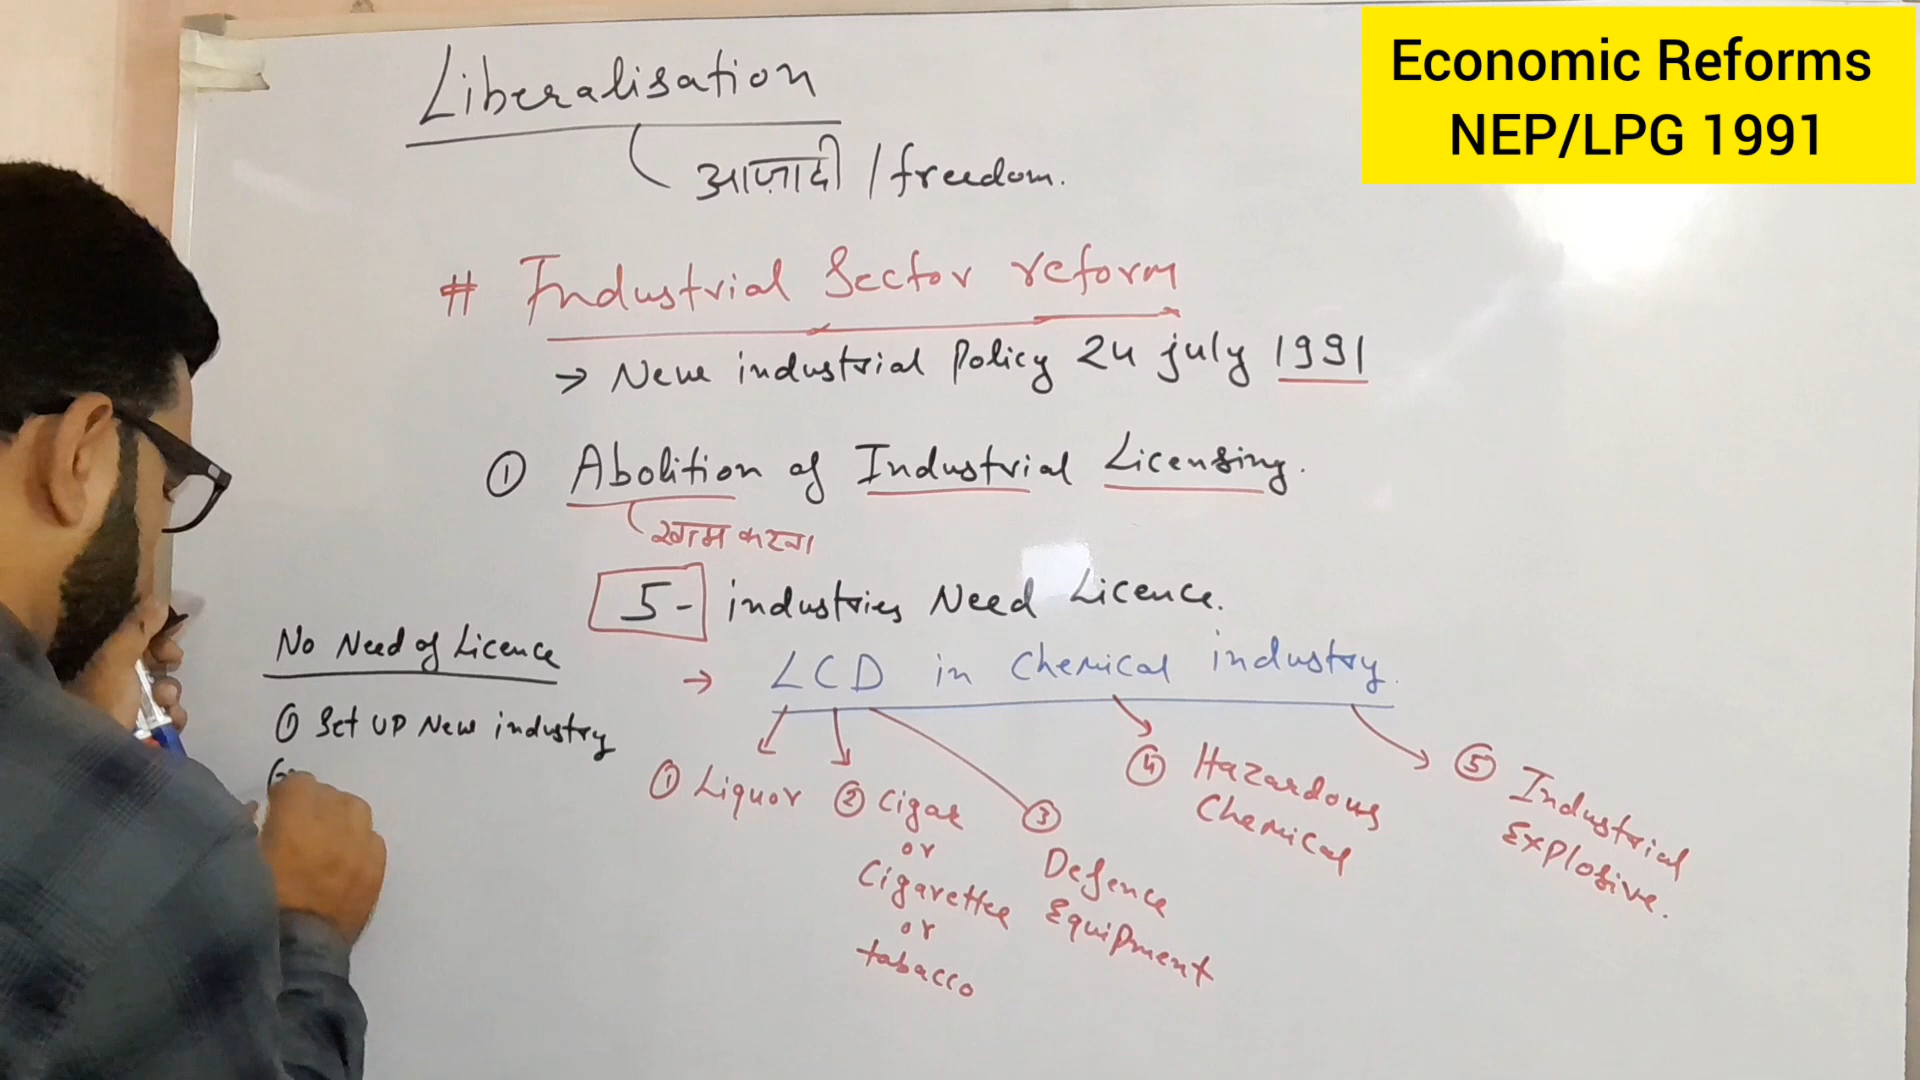 Economic Reforms
NEP/LPG 1991
Liberalisation
आज़ादी / freedom.
# Industrial Sector reform
→ New industrial Policy 24 july 1991
① Abolition of Industrial Licensing.
खत्म करना
5- industries Need Licence.
→ LCD in Chemical industry.
① Liquor
② Cigar
or
Cigarettee
or
tabacco
③
Defence
Equipment
④ Hazardous
Chemical
⑤ Industrial
Explosive.
No Need of Licence
① Set UP New industry